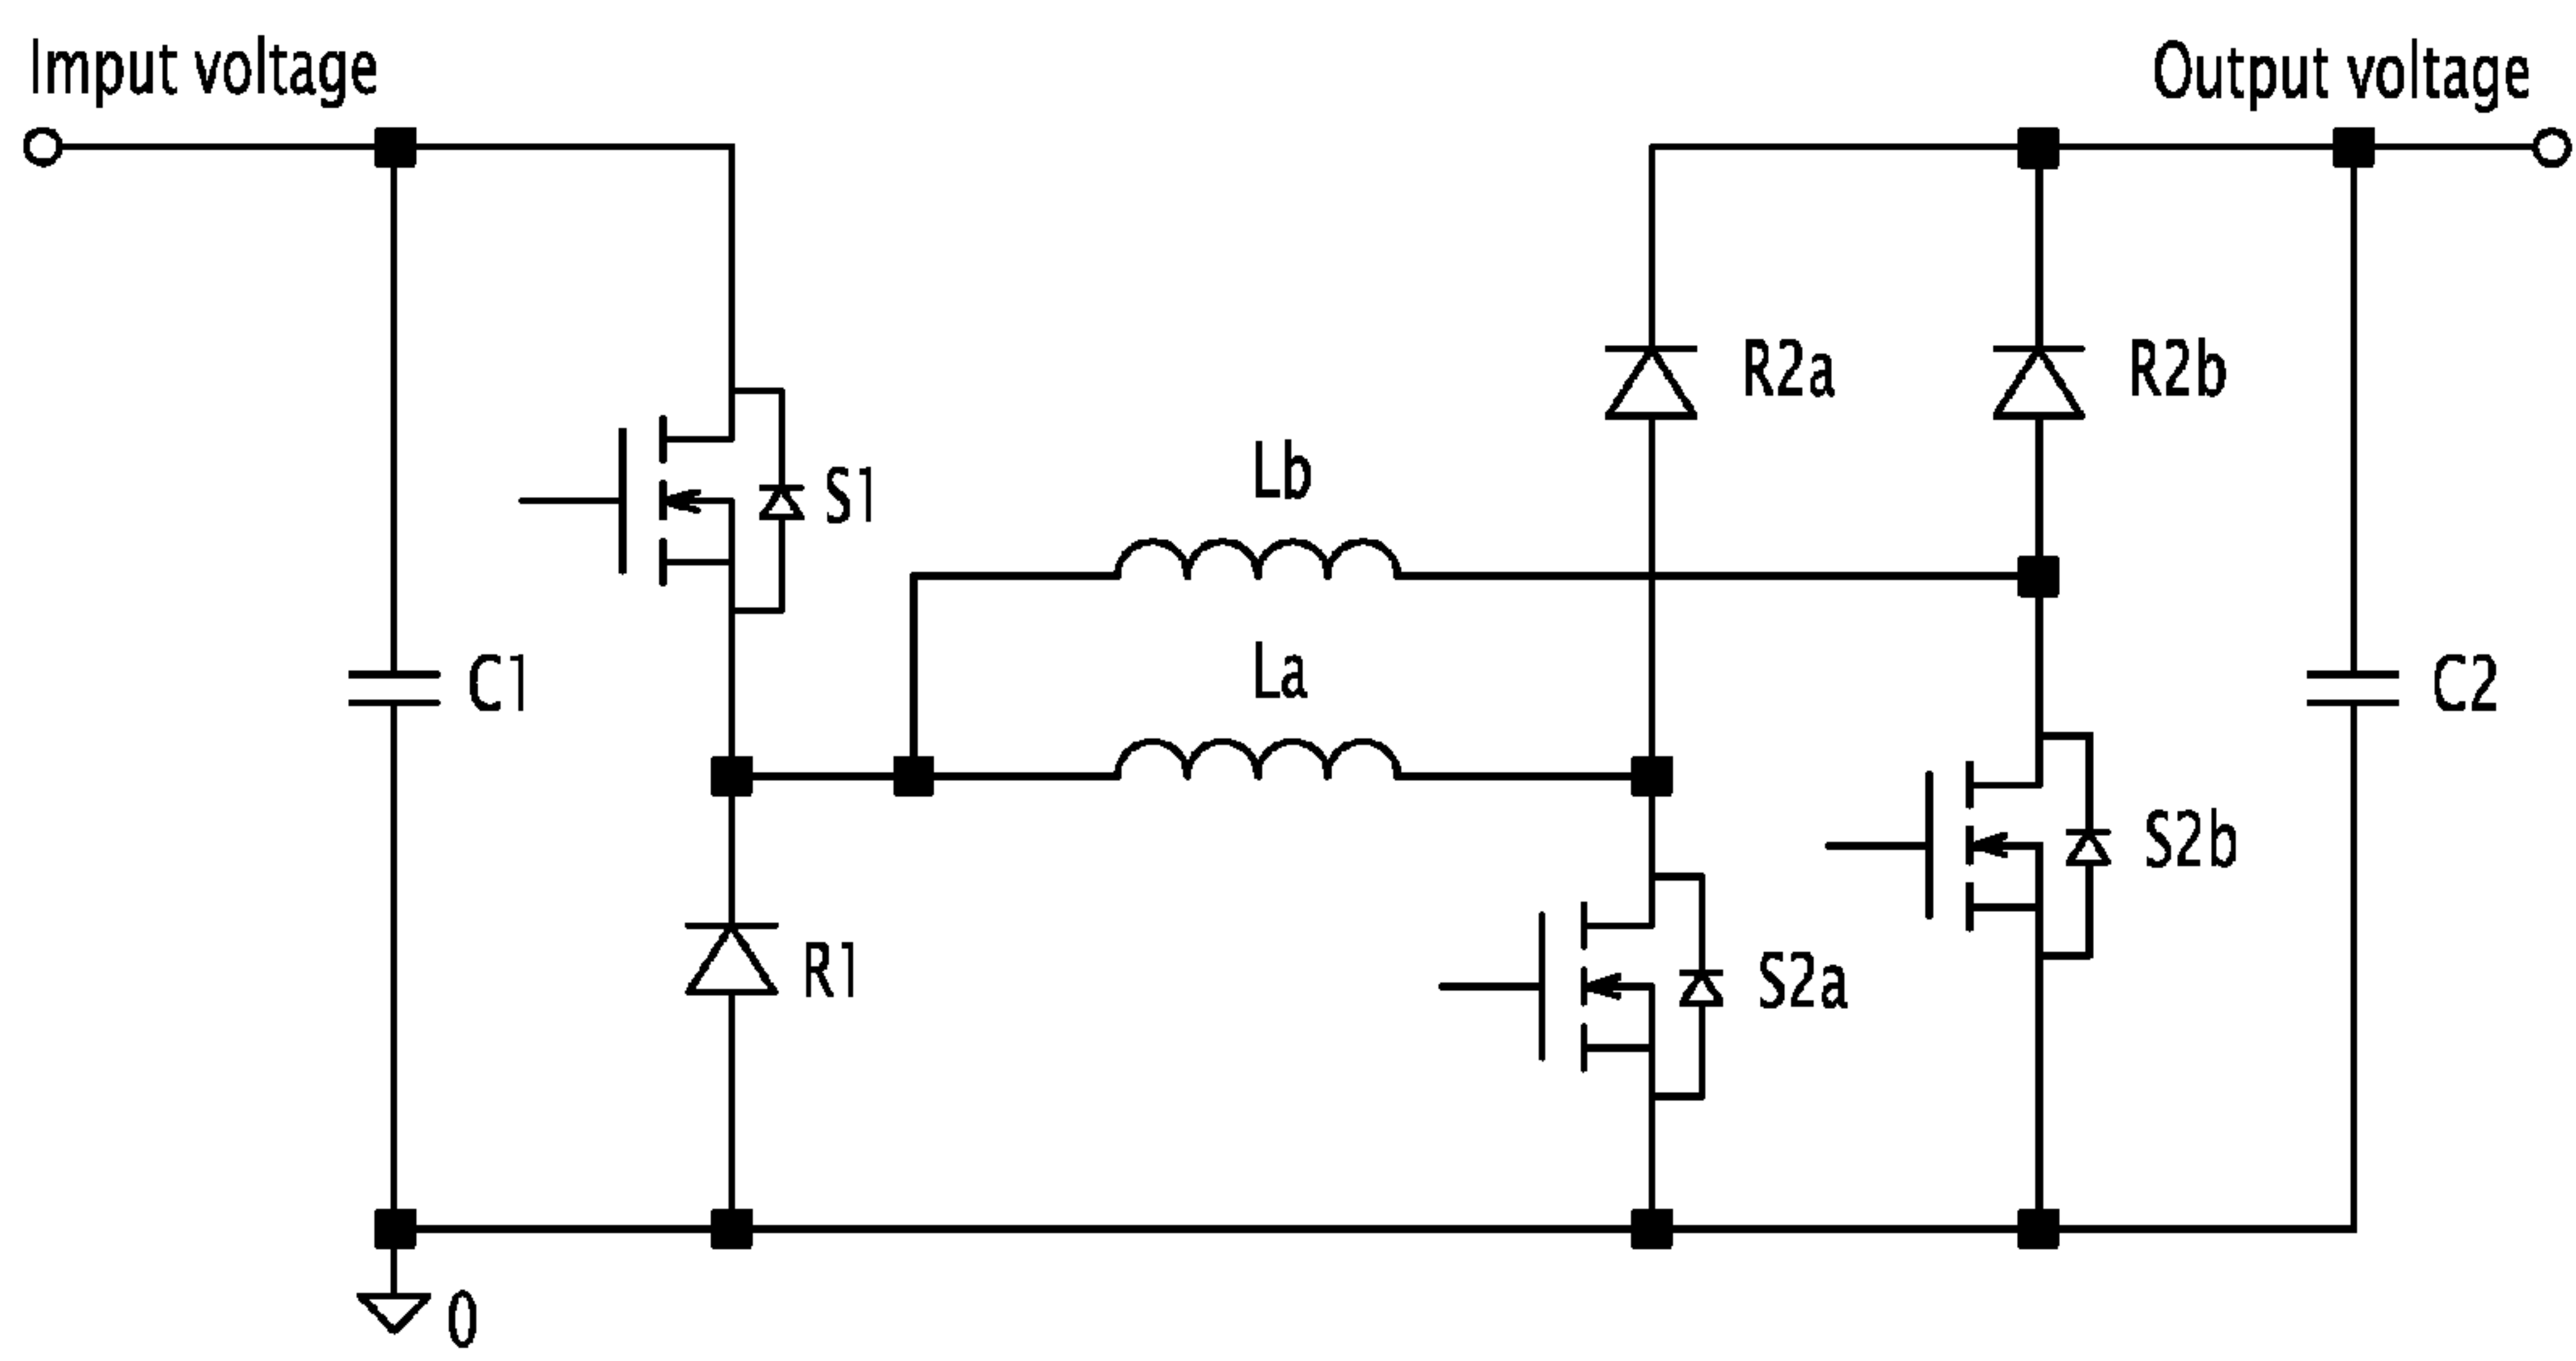 Imput voltage
Output voltage
R2a
R2b
Lb
S1
La
C1
C2
S2b
R1
S2a
0